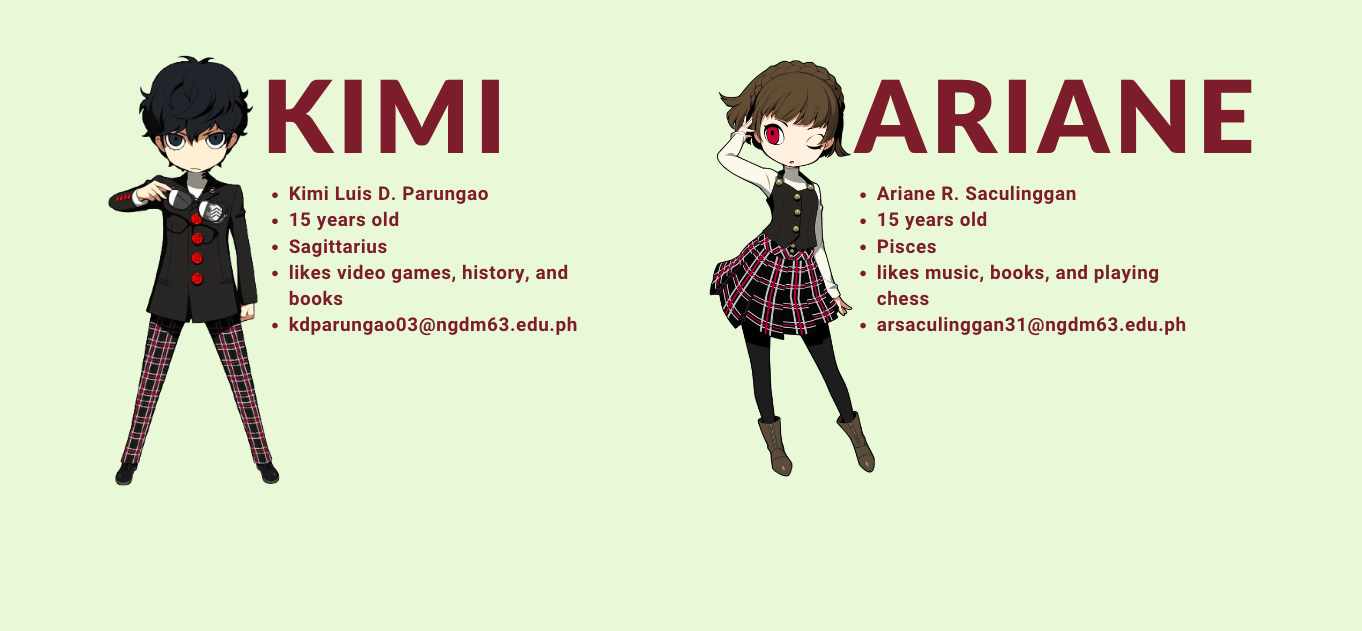 KIMI
• Kimi Luis D. Parungao
• 15 years old
• Sagittarius
• likes video games, history, and
books
• kdparungao03@ngdm63.edu.ph
ARIANE
• Ariane R. Saculinggan
• 15 years old
• Pisces
• likes music, books, and playing
chess
• arsaculinggan31@ngdm63.edu.ph